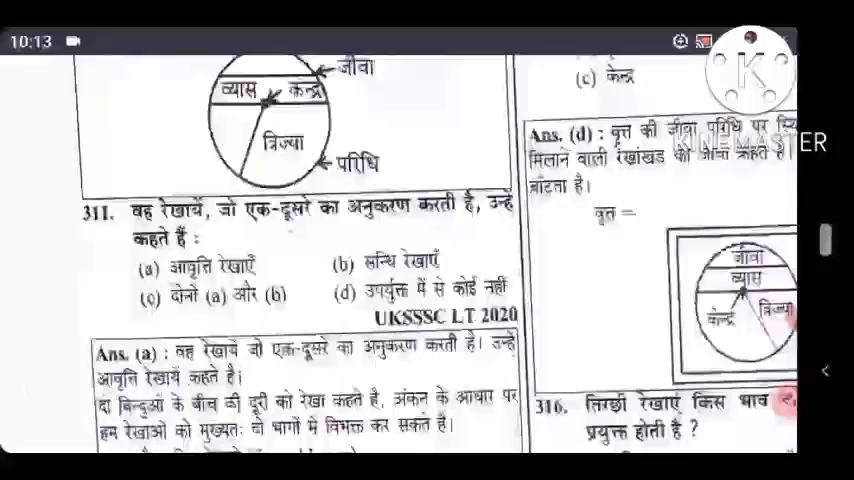 10:13
K
KINEMASTER
जीवा
व्यास केन्द्र
त्रिज्या
परिधि
311. वह रेखायें, जो एक-दूसरे का अनुकरण करती है, उन्हें
कहते हैं :
(a) आवृत्ति रेखाएँ (b) सन्धि रेखाएँ
(c) दोनों (a) और (b) (d) उपर्युक्त में से कोई नहीं
UKSSSC LT 2020
Ans. (a) : वह रेखायें जो एक-दूसरे का अनुकरण करती है। उन्हें
आवृत्ति रेखायें कहते है।
दो बिन्दुओं के बीच की दूरी को रेखा कहते है, अंकन के आधार पर
हम रेखाओं को मुख्यतः दो भागों में विभक्त कर सकते है।
(c) केन्द्र
Ans. (d) : वृत्त की जीवा परिधि पर
मिलाने वाली रेखाखंड को जीवा कहते है।
बाँटता है।
वृत =
जीवा
व्यास
केन्द्र त्रिज्या
316. तिरछी रेखाएं किस भाव
प्रयुक्त होती है ?